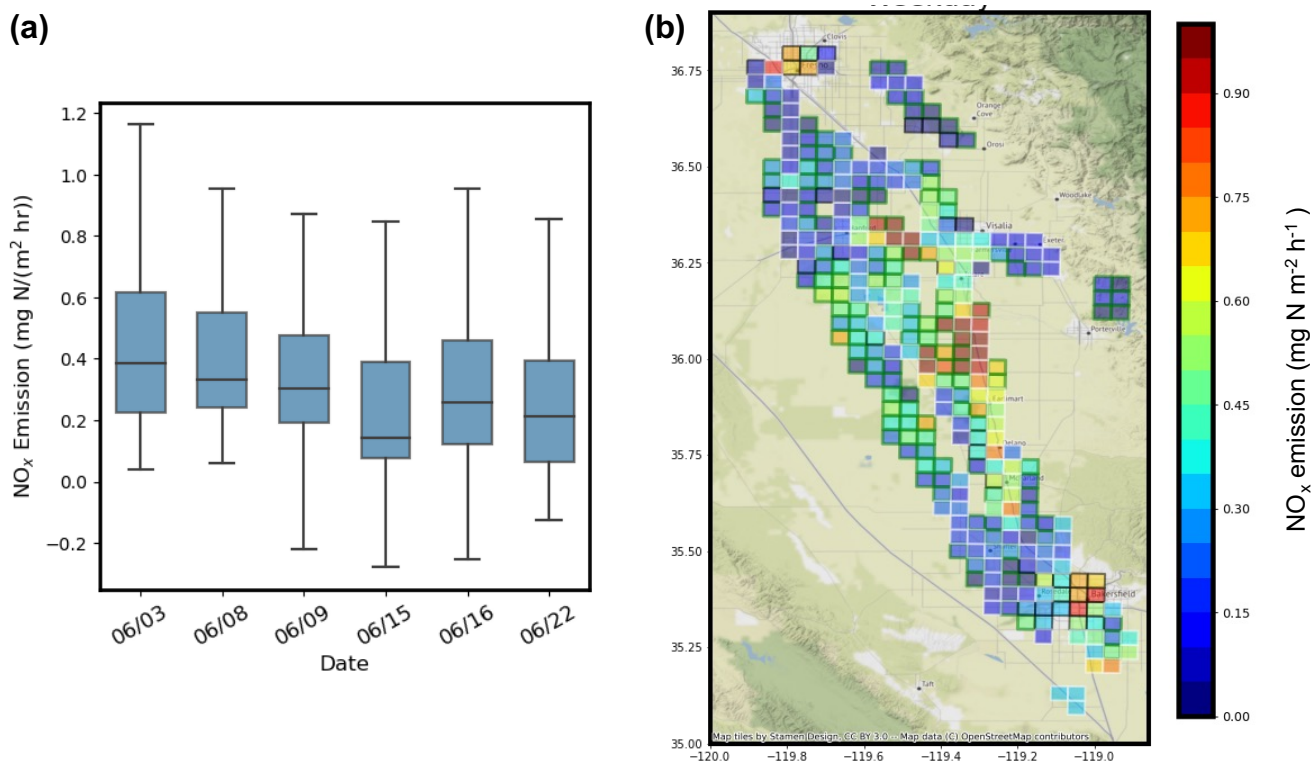 (a)
NOₓ Emission (mg N/(m² hr))
1.2
1.0
0.8
0.6
0.4
0.2
0.0
−0.2
06/03
06/08
06/09
06/15
06/16
06/22
Date
(b)
36.75
36.50
36.25
36.00
35.75
35.50
35.25
35.00
−120.0
−119.8
−119.6
−119.4
−119.2
−119.0
Clovis
Orange
Cove
Orosi
Woodlake
Visalia
Exeter
Porterville
Delano
McFarland
Bakersfield
Taft
Map tiles by Stamen Design, CC BY 3.0 -- Map data (C) OpenStreetMap contributors
0.90
0.75
0.60
0.45
0.30
0.15
0.00
NOₓ emission (mg N m⁻² h⁻¹ )